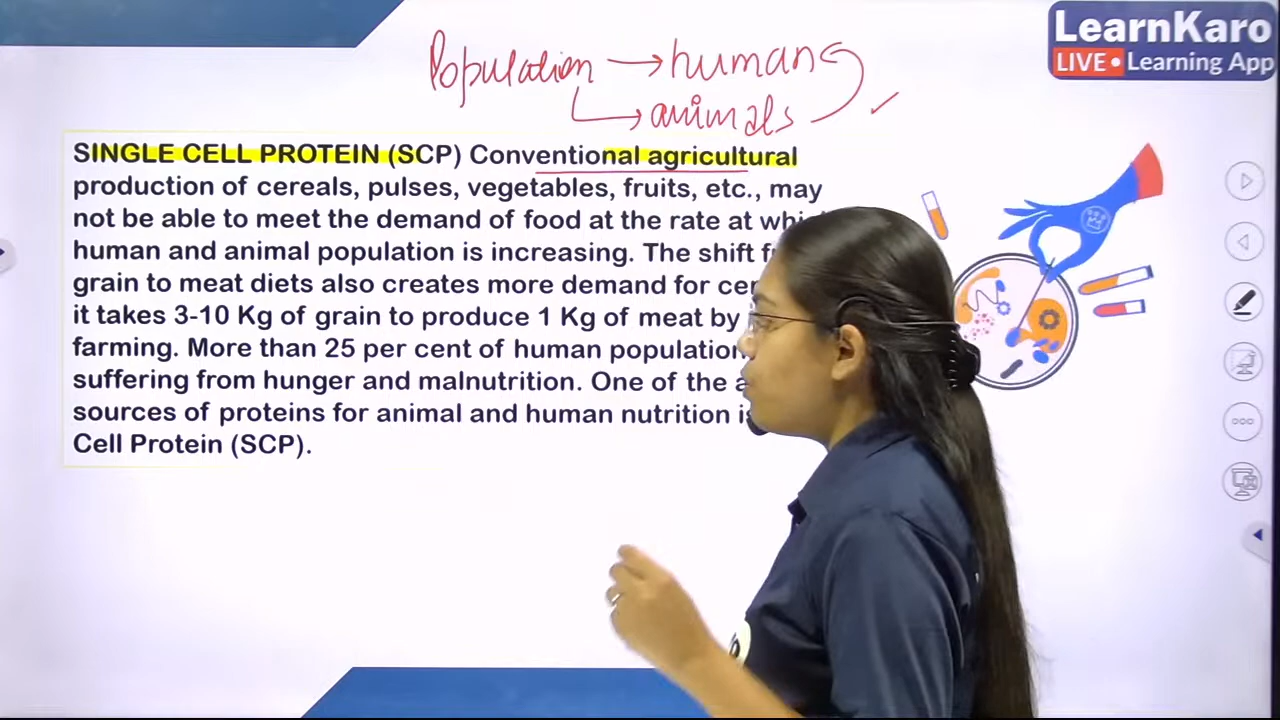 LearnKaro
LIVE • Learning App
Population → humans
→ animals
SINGLE CELL PROTEIN (SCP) Conventional agricultural
production of cereals, pulses, vegetables, fruits, etc., may
not be able to meet the demand of food at the rate at
human and animal population is increasing. The shift
grain to meat diets also creates more demand for
it takes 3-10 Kg of grain to produce 1 Kg of meat by
farming. More than 25 per cent of human population
suffering from hunger and malnutrition. One of the
sources of proteins for animal and human nutrition is
Cell Protein (SCP).